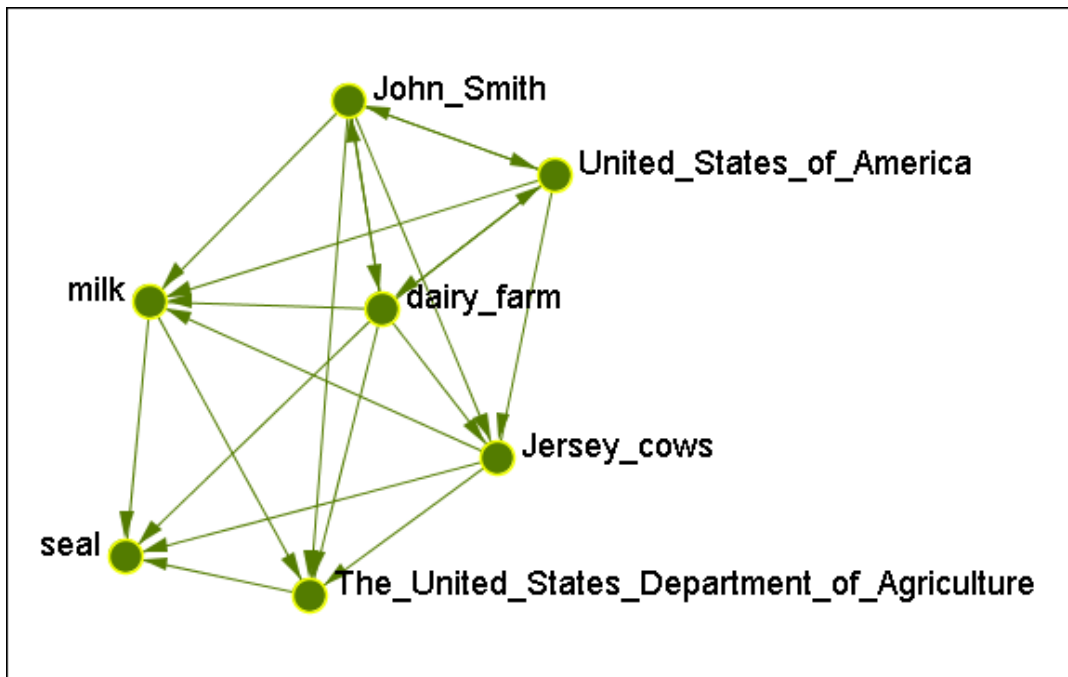 John_Smith
United_States_of_America
milk
dairy_farm
Jersey_cows
seal
The_United_States_Department_of_Agriculture